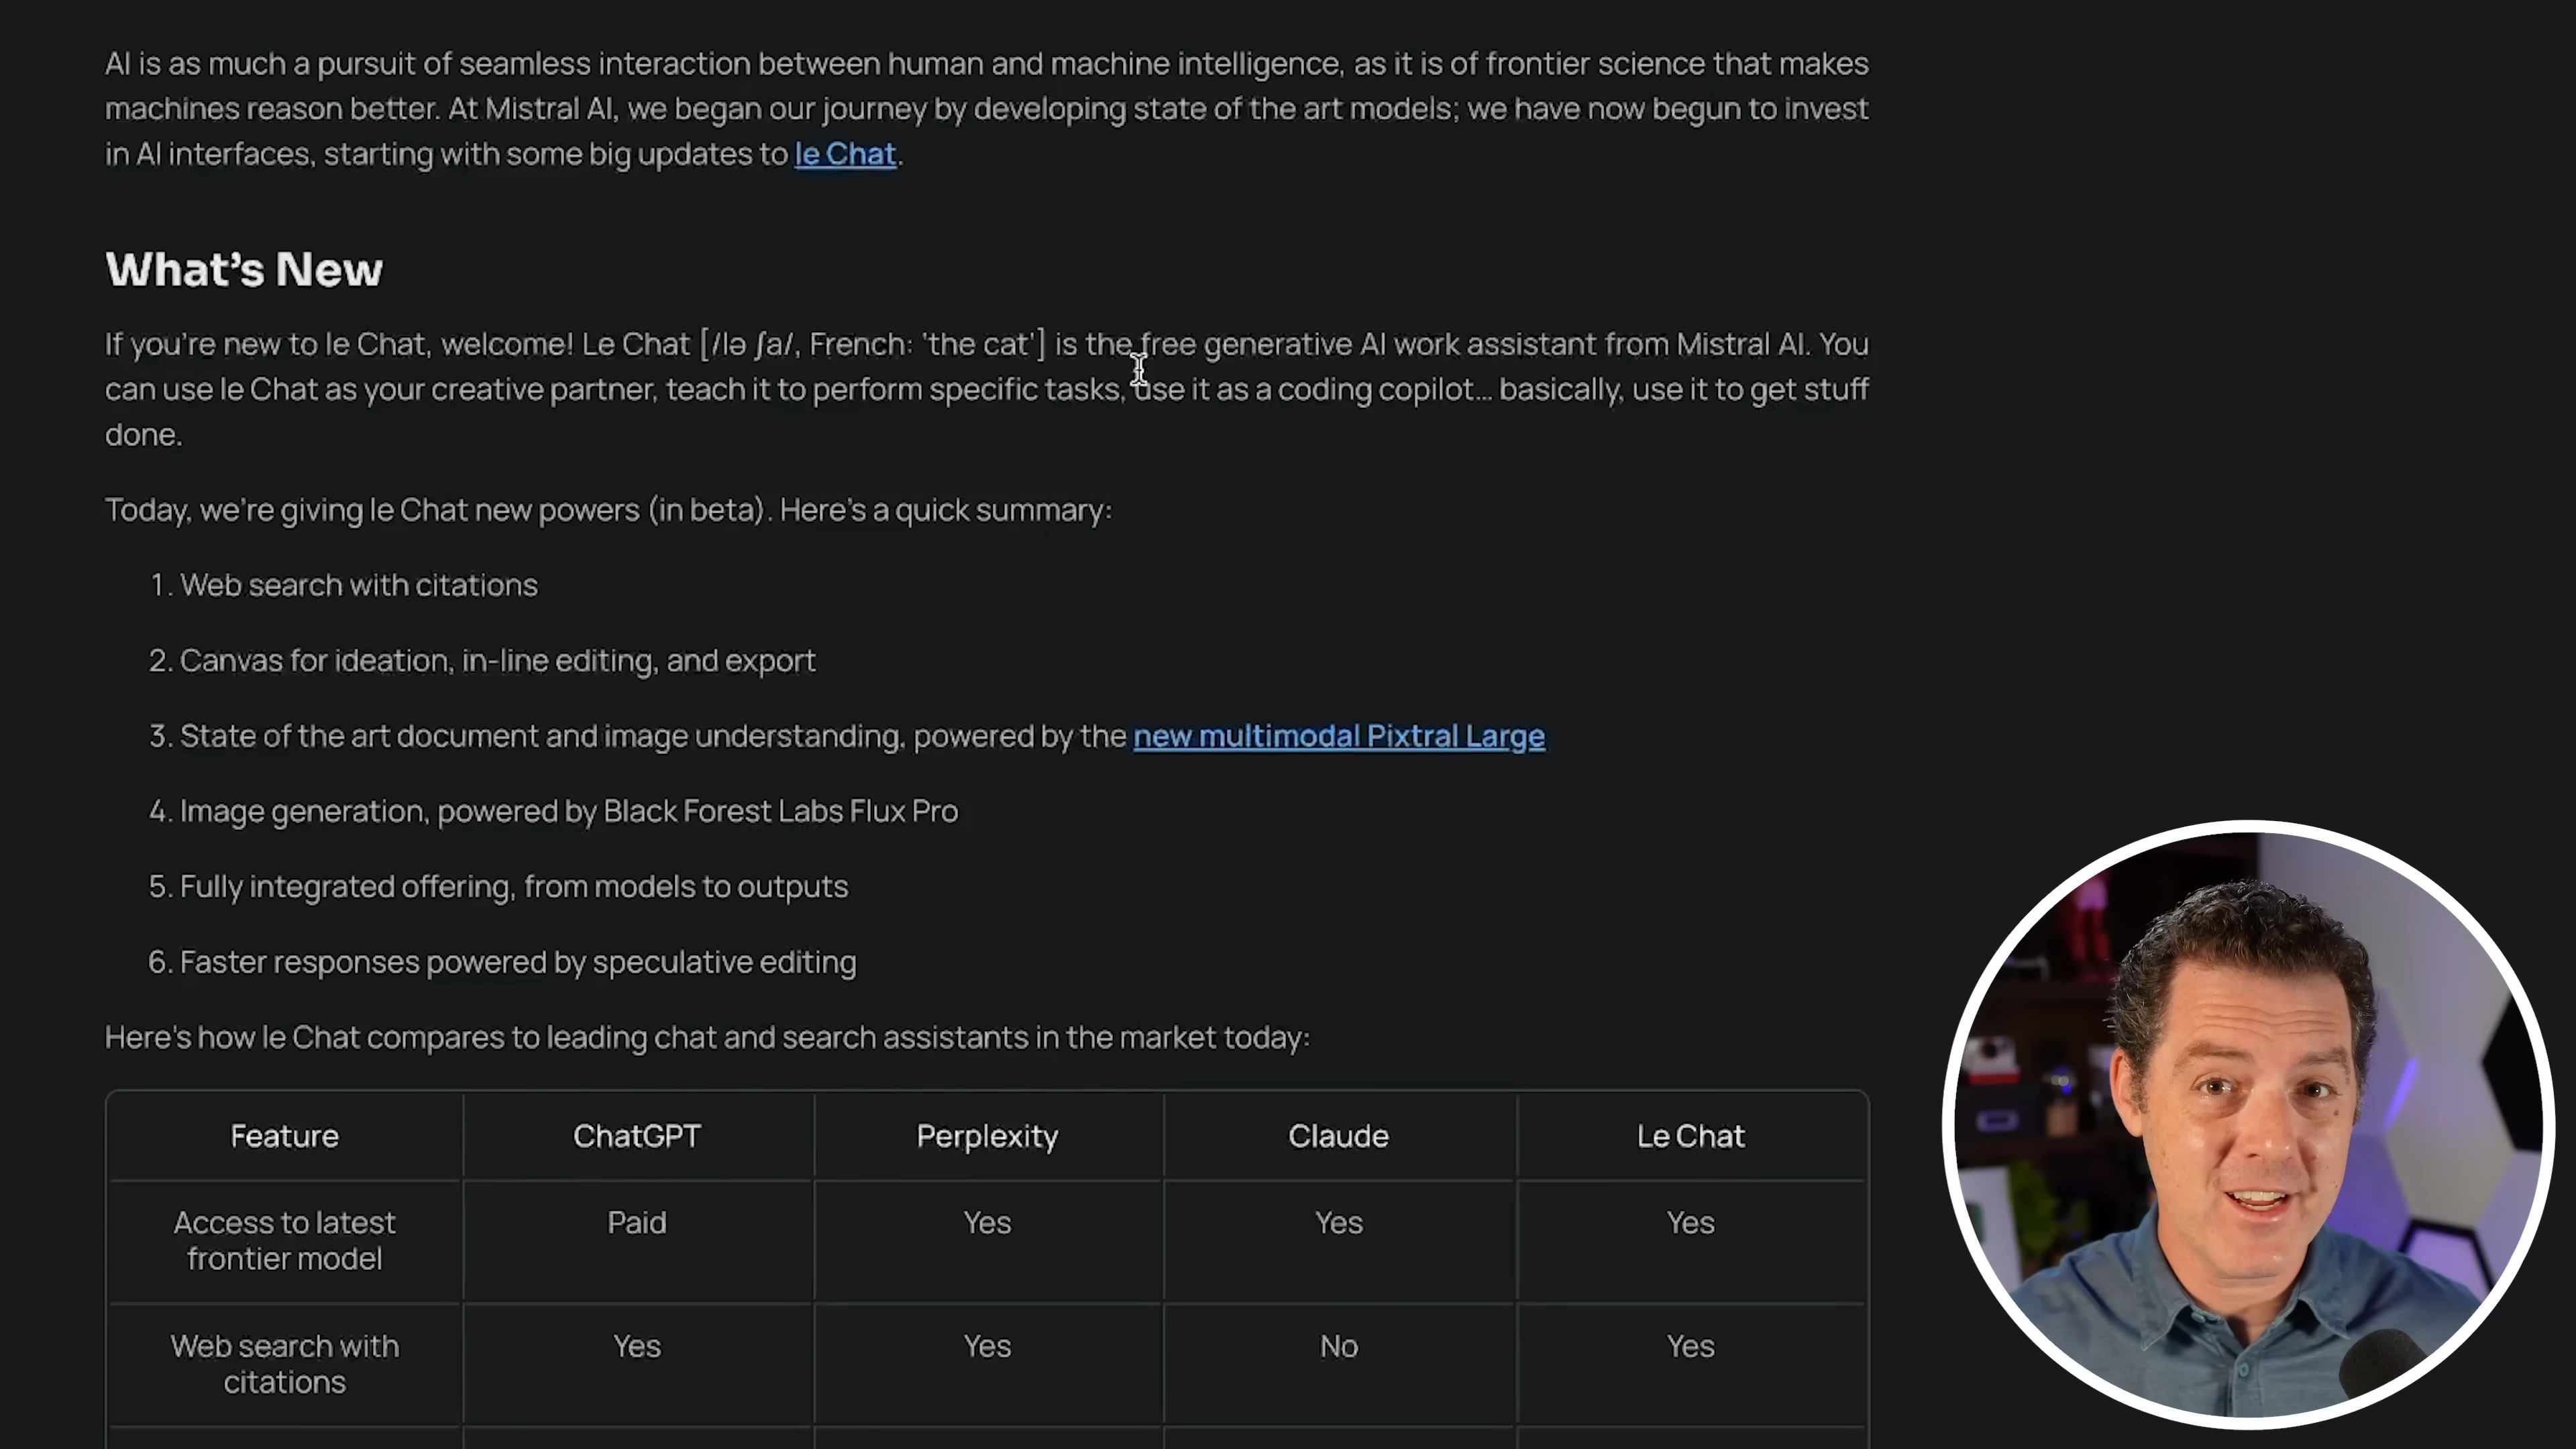 AI is as much a pursuit of seamless interaction between human and machine intelligence, as it is of frontier science that makes
machines reason better. At Mistral AI, we began our journey by developing state of the art models; we have now begun to invest
in AI interfaces, starting with some big updates to le Chat.
What’s New
If you’re new to le Chat, welcome! Le Chat [/lə ʃa/, French: ‘the cat’] is the free generative AI work assistant from Mistral AI. You
can use le Chat as your creative partner, teach it to perform specific tasks, use it as a coding copilot… basically, use it to get stuff
done.
Today, we’re giving le Chat new powers (in beta). Here’s a quick summary:
1. Web search with citations
2. Canvas for ideation, in-line editing, and export
3. State of the art document and image understanding, powered by the new multimodal Pixtral Large
4. Image generation, powered by Black Forest Labs Flux Pro
5. Fully integrated offering, from models to outputs
6. Faster responses powered by speculative editing
Here’s how le Chat compares to leading chat and search assistants in the market today:
Feature ChatGPT Perplexity Claude Le Chat
Access to latest
frontier model Paid Yes Yes Yes
Web search with
citations Yes Yes No Yes